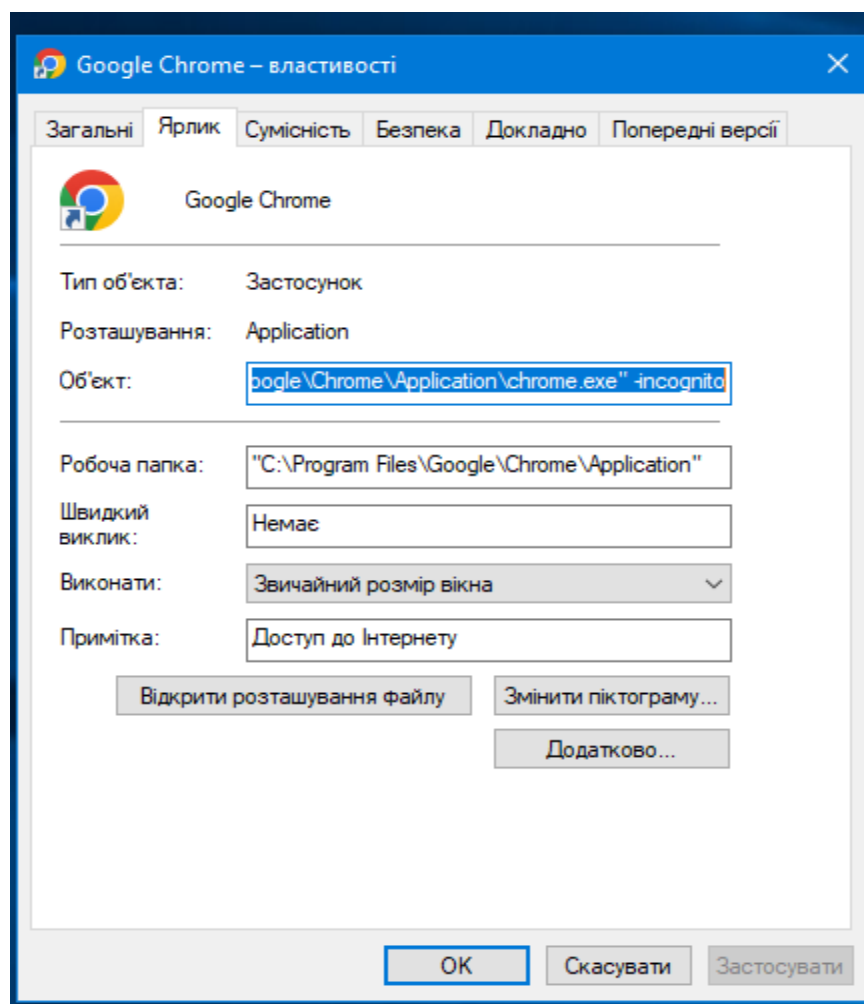 Google Chrome – властивості
Загальні Ярлик Сумісність Безпека Докладно Попередні версії
Google Chrome
Тип об'єкта: Застосунок
Розташування: Application
Об'єкт: oogle\Chrome\Application\chrome.exe" -incognito
Робоча папка: "C:\Program Files\Google\Chrome\Application"
Швидкий
виклик: Немає
Виконати: Звичайний розмір вікна
Примітка: Доступ до Інтернету
Відкрити розташування файлу Змінити піктограму...
Додатково...
OK Скасувати Застосувати